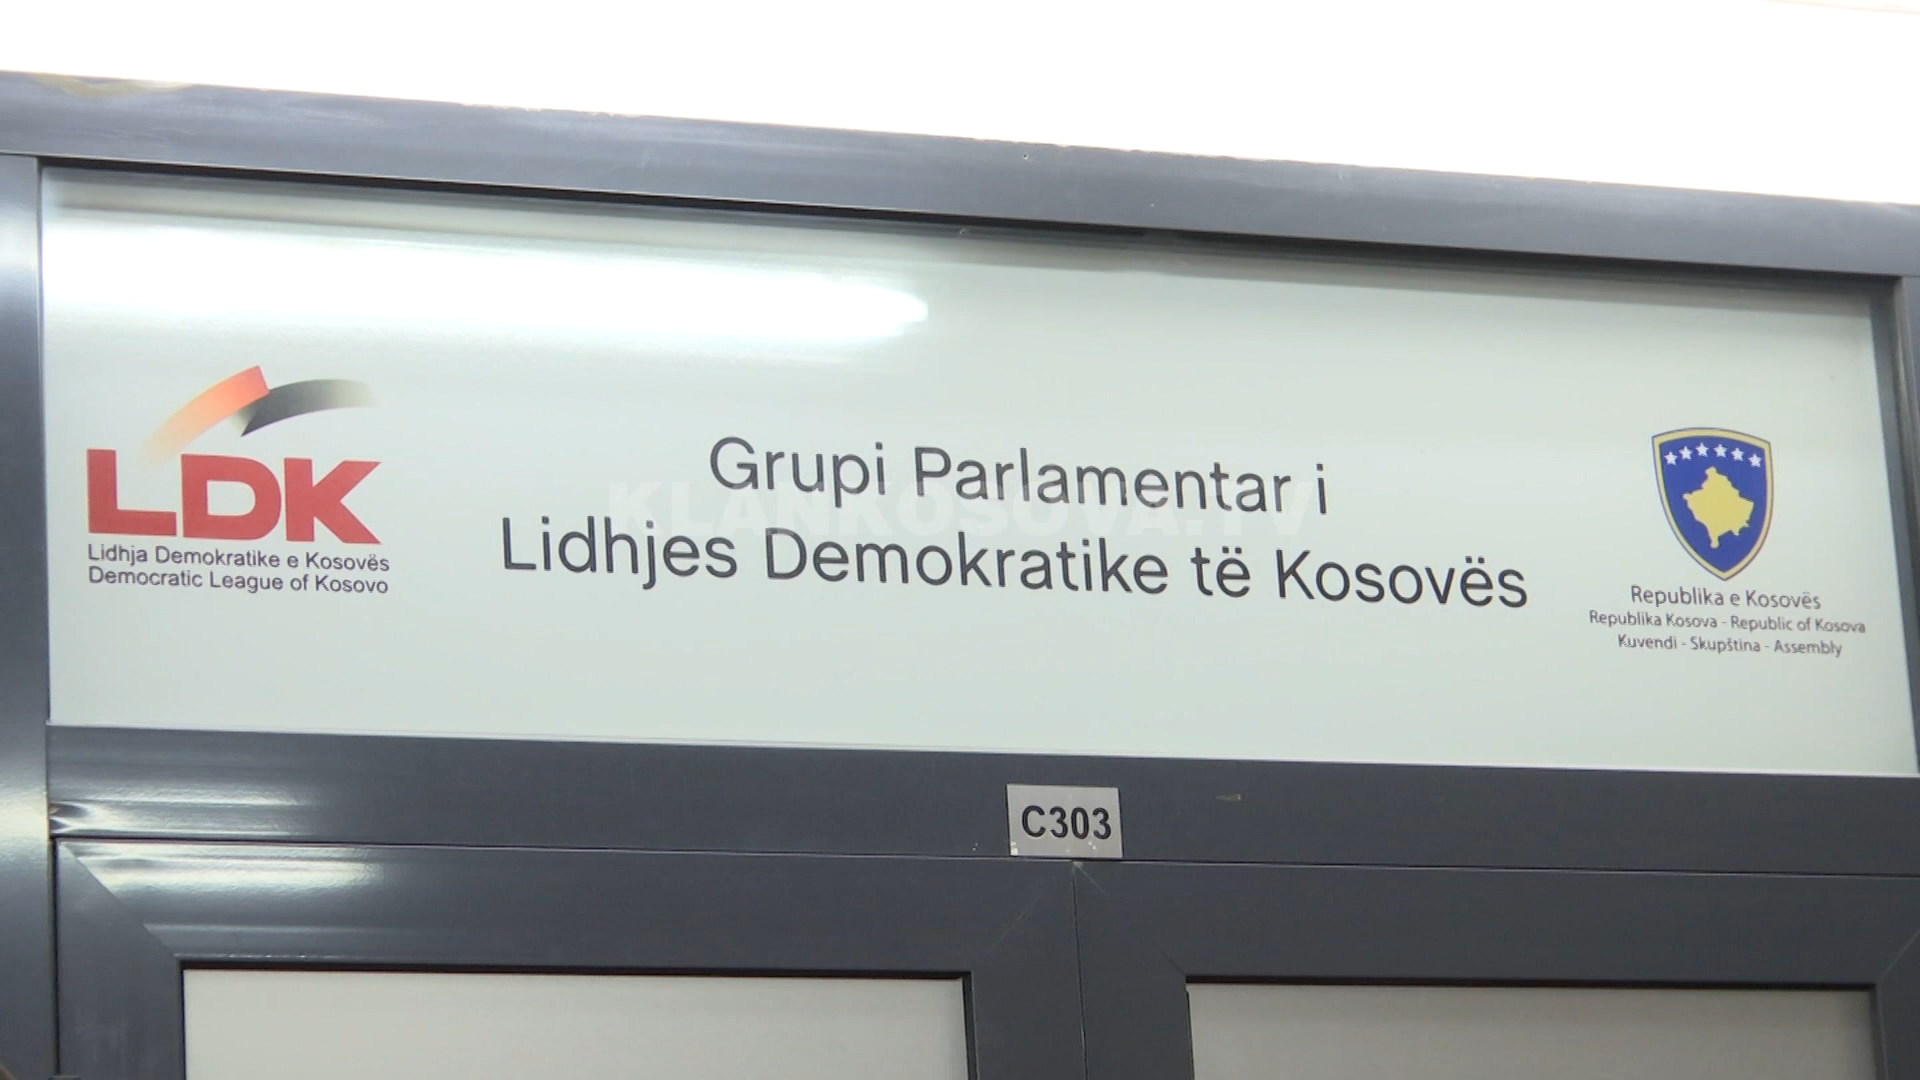 LDK
Lidhja Demokratike e Kosovës
Democratic League of Kosovo
Grupi Parlamentar i
Lidhjes Demokratike të Kosovës
KLANKOSOVA.TV
Republika e Kosovës
Republika Kosova - Republic of Kosova
Kuvendi - Skupština - Assembly
C303